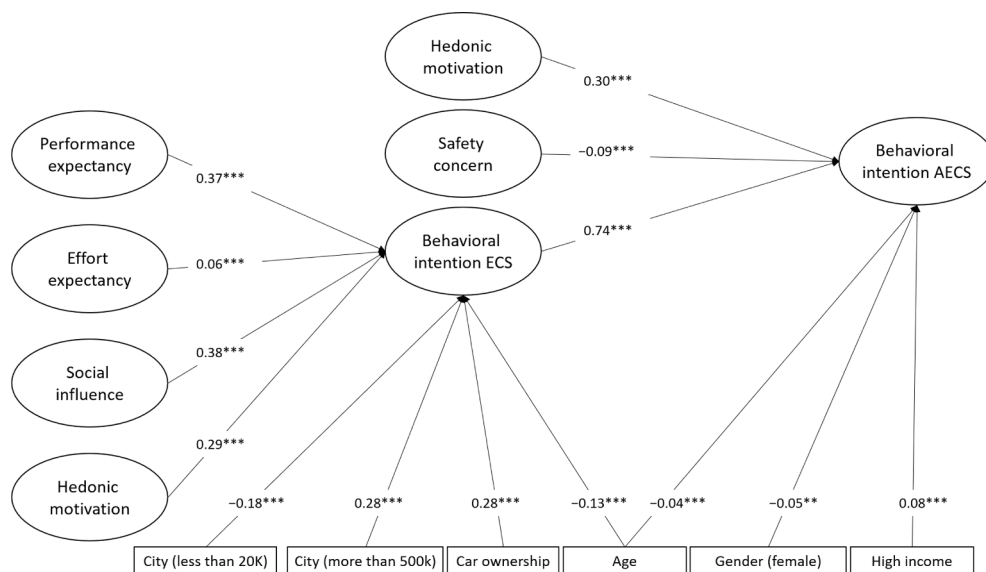 Hedonic
motivation
0.30***
Performance
expectancy
0.37***
Safety
concern
−0.09***
Behavioral
intention AECS
Effort
expectancy
0.06***
Behavioral
intention ECS
0.74***
Social
influence
0.38***
Hedonic
motivation
0.29***
−0.18***
0.28***
0.28***
−0.13***
−0.04***
−0.05**
0.08***
City (less than 20K)
City (more than 500k)
Car ownership
Age
Gender (female)
High income